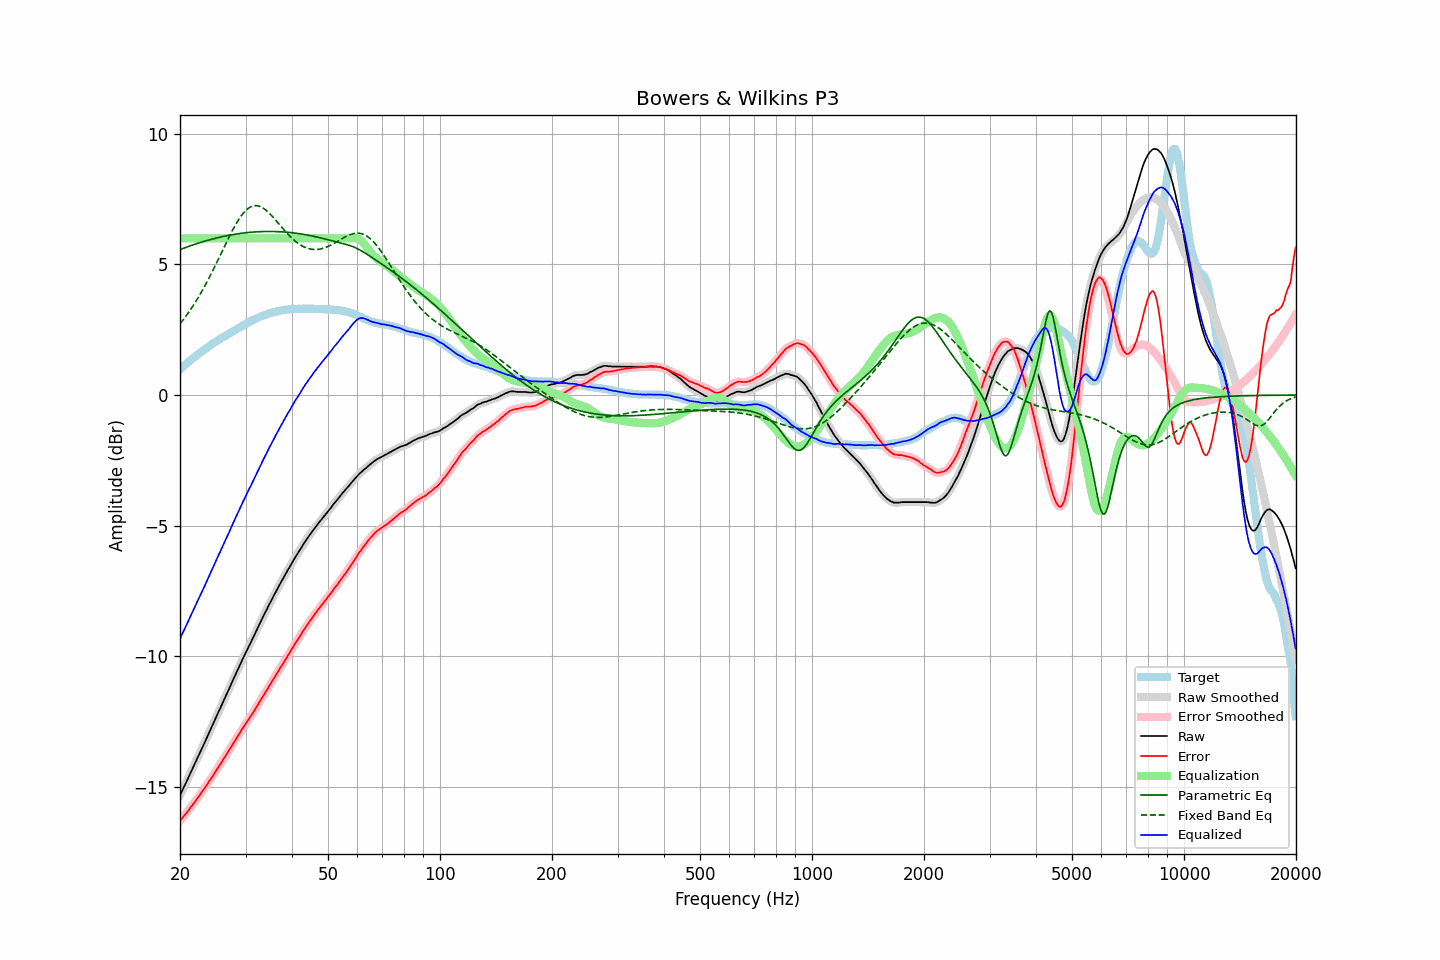 Bowers & Wilkins P3
Amplitude (dBr)
10
5
0
−5
−10
−15
20
50
100
200
500
1000
2000
5000
10000
20000
Frequency (Hz)
Target
Raw Smoothed
Error Smoothed
Raw
Error
Equalization
Parametric Eq
Fixed Band Eq
Equalized